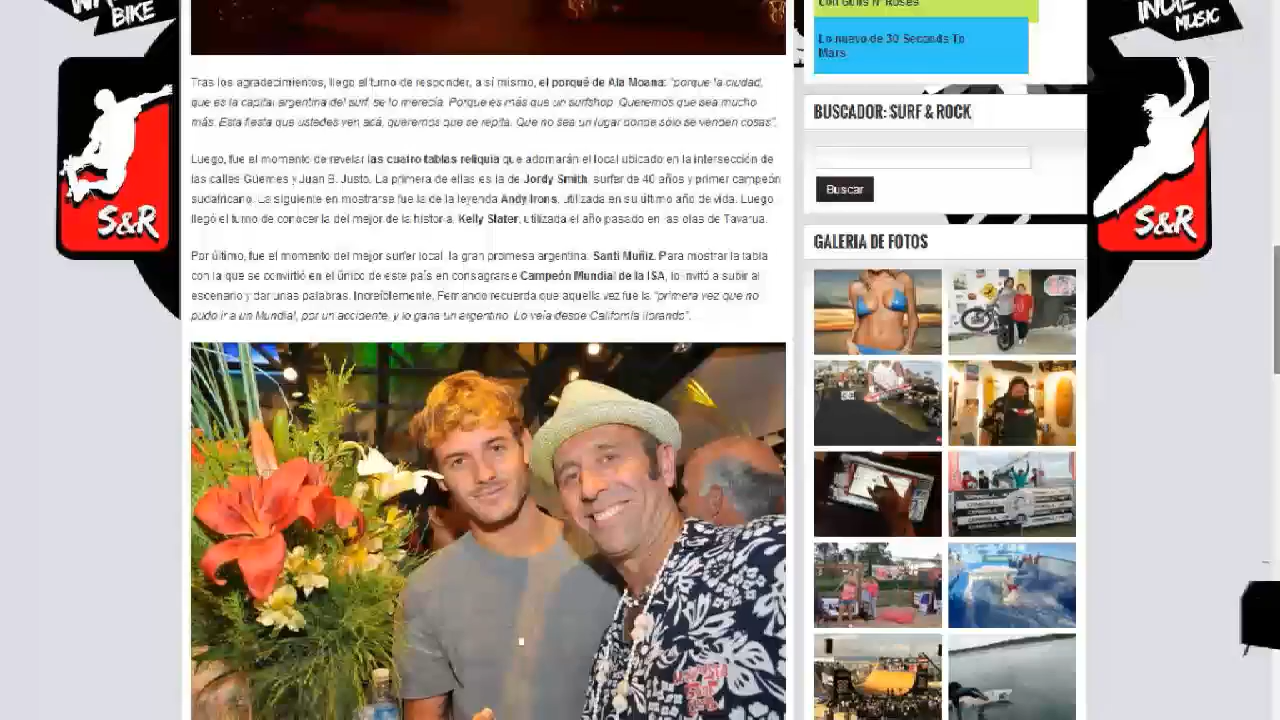 BIKE
INDIE
MUSIC
Con Guns N' Roses
Lo nuevo de 30 Seconds To
Mars
Tras los agradecimientos, llego el turno de responder, a sí mismo, el porqué de Ala Moana: "porque la ciudad,
que es la capital argentina del surf, se lo merecía. Porque es más que un surfshop. Queremos que sea mucho
más. Esta fiesta que ustedes ven acá, queremos que se repita. Que no sea un lugar donde sólo se venden cosas".
Luego, fue el momento de revelar las cuatro tablas reliquia que adornarán el local ubicado en la intersección de
las calles Güemes y Juan B. Justo. La primera de ellas es la de Jordy Smith, surfer de 40 años y primer campeón
sudafricano. La siguiente en mostrarse fue la de la leyenda Andy Irons, utilizada en su último año de vida. Luego
llegó el turno de conocer la del mejor de la historia, Kelly Slater, utilizada el año pasado en las olas de Tavarua.
Por último, fue el momento del mejor surfer local, la gran promesa argentina, Santi Muñiz. Para mostrar la tabla
con la que se convirtió en el único de este país en consagrarse Campeón Mundial de la ISA, lo invitó a subir al
escenario y dar unas palabras. Increíblemente, Fernando recuerda que aquella vez fue la "primera vez que no
pudo ir a un Mundial, por un accidente, y lo gana un argentino. Lo veía desde California llorando".
BUSCADOR: SURF & ROCK
Buscar
GALERIA DE FOTOS
S&R
S&R